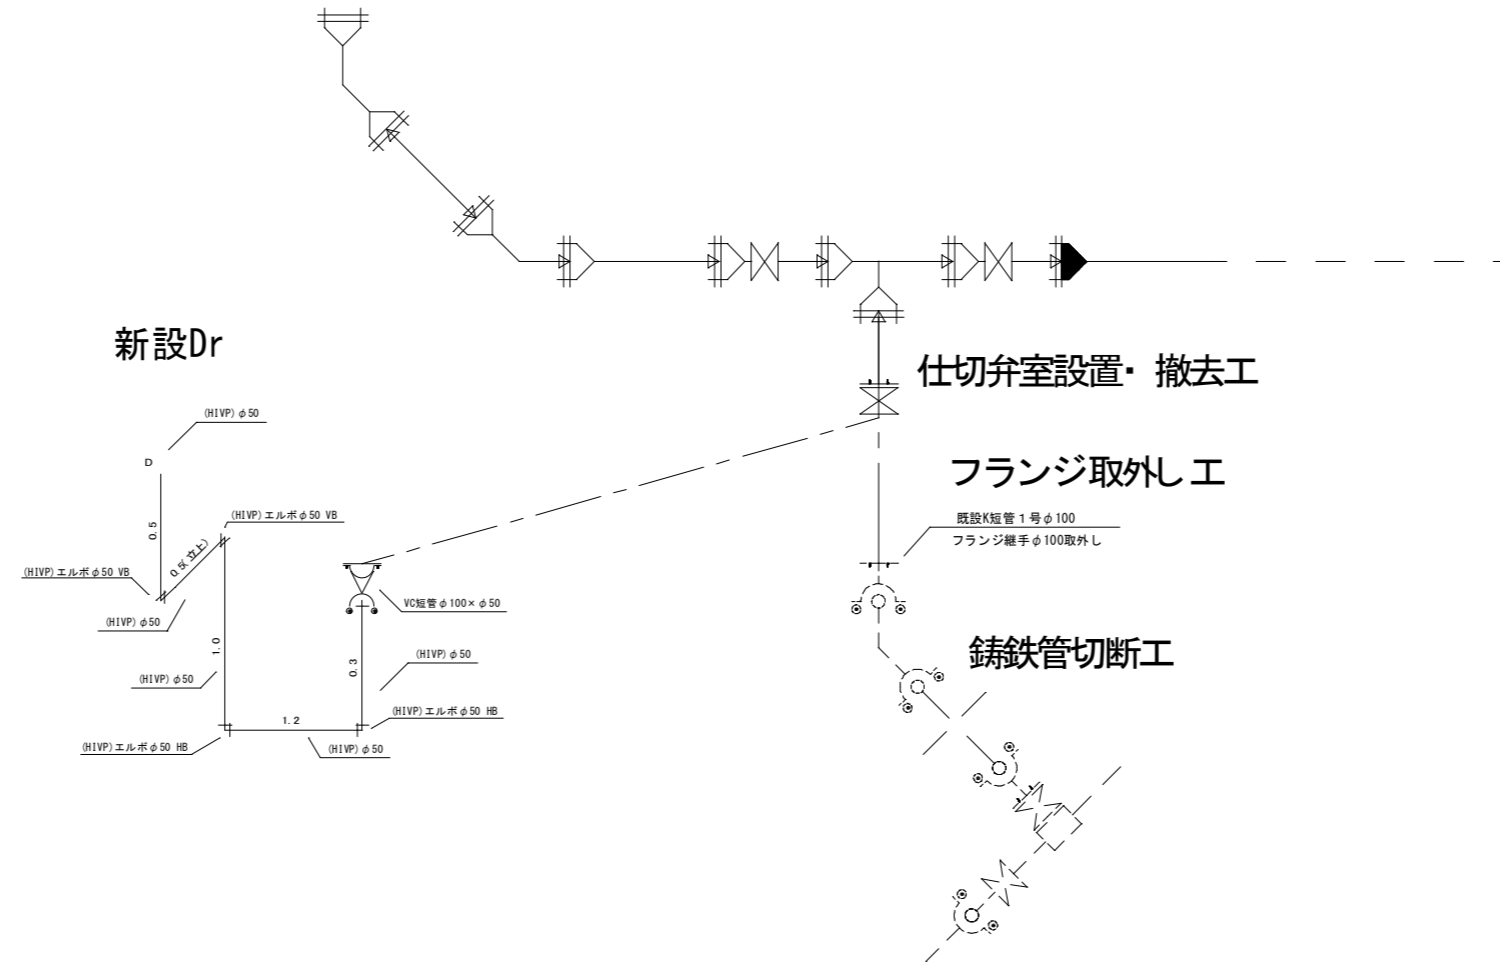 新設Dr
仕切弁室設置・撤去工
(HIVP)φ50
D
フランジ取外し工
0.5
(HIVP)エルボφ50 VB
既設K短管1号φ100
フランジ継手φ100取外し
0.5(立上)
(HIVP)エルボφ50 VB
VC短管φ100×φ50
(HIVP)φ50
1.0
0.3
(HIVP)φ50
鋳鉄管切断工
(HIVP)φ50
1.2
(HIVP)エルボφ50 HB
(HIVP)エルボφ50 HB
(HIVP)φ50